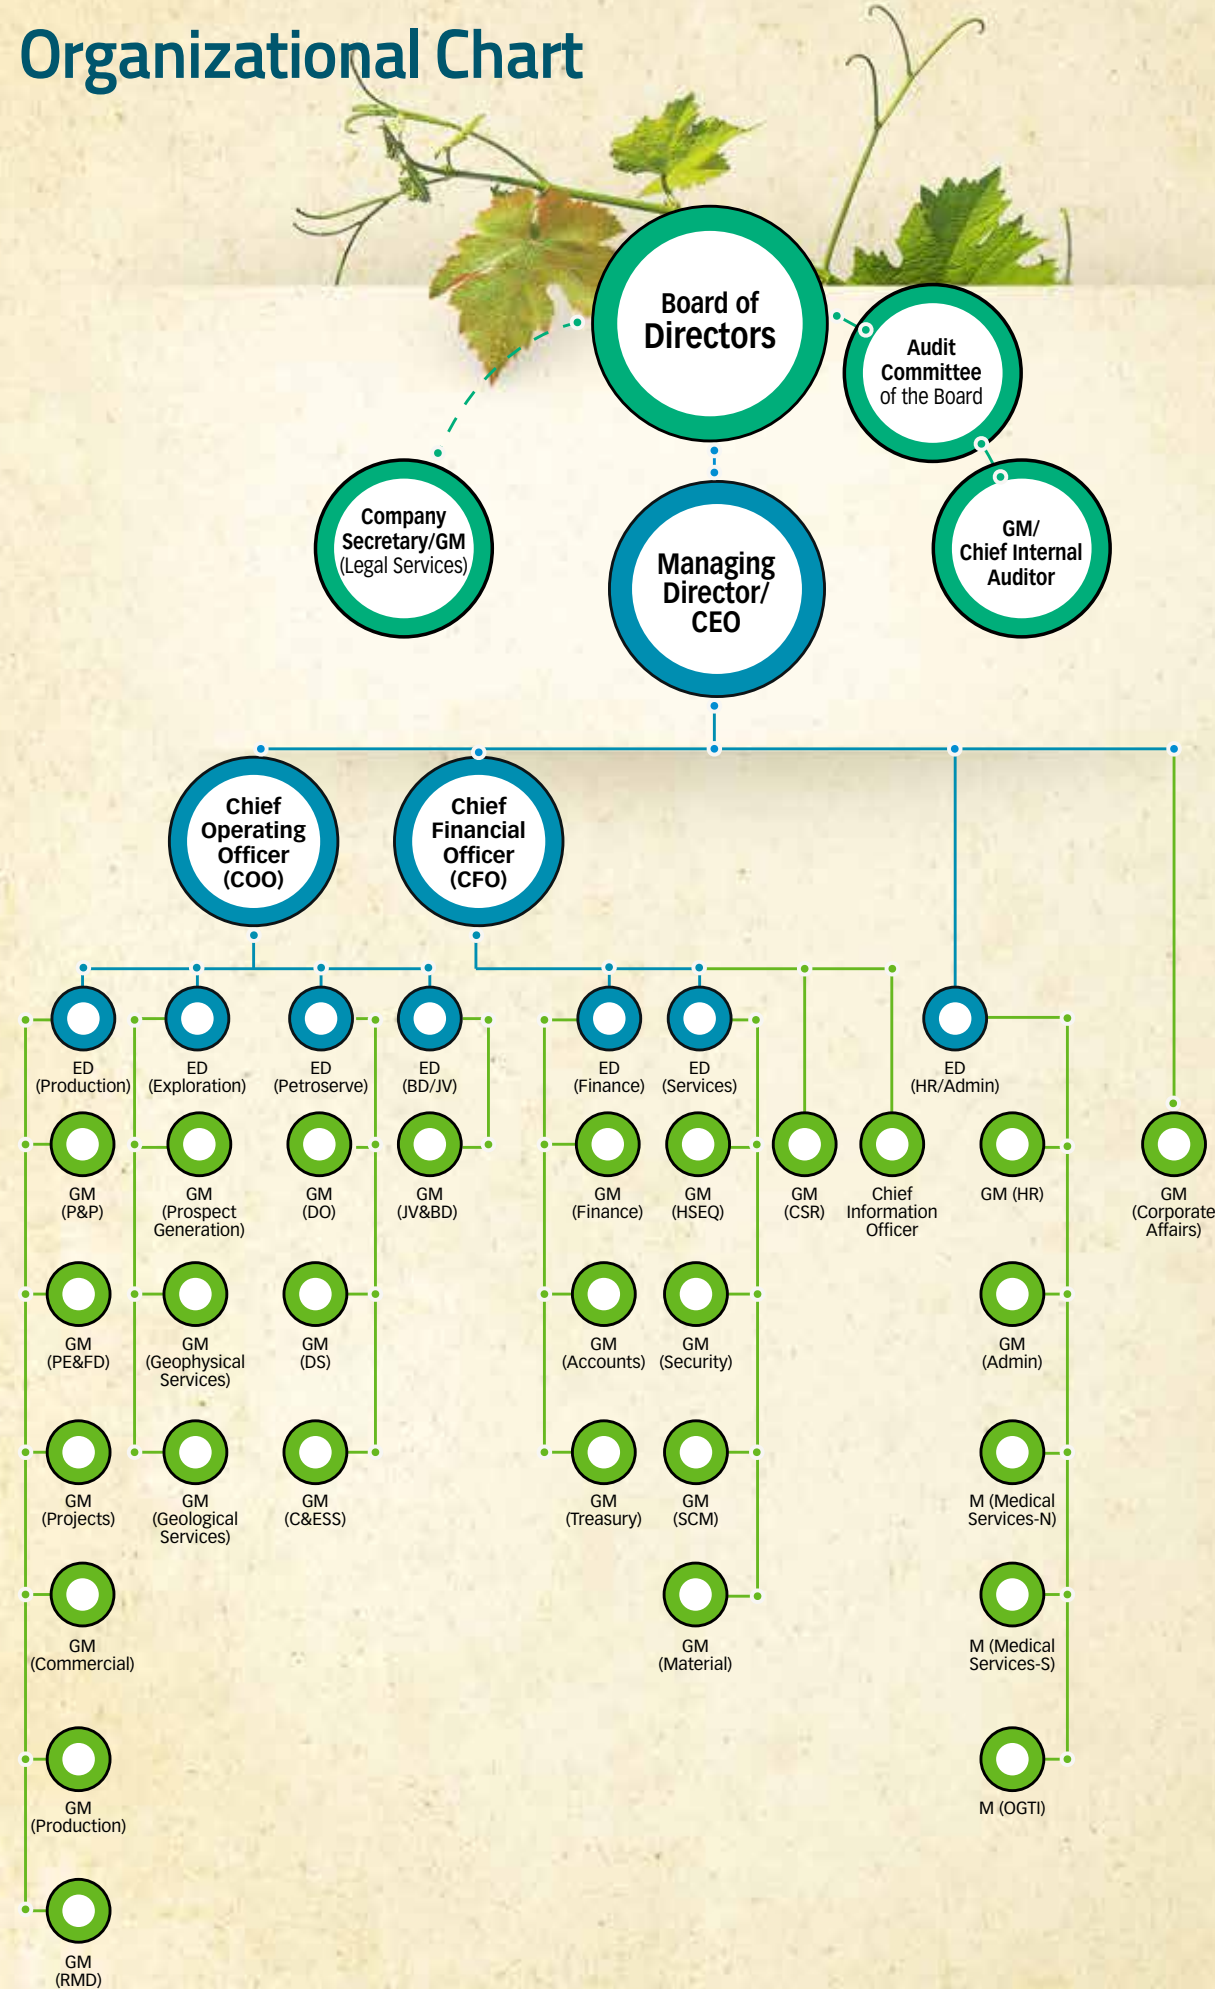 Organizational Chart
Board of
Directors
Audit
Committee
of the Board
Company
Secretary/GM
(Legal Services)
Managing
Director/
CEO
GM/
Chief Internal
Auditor
Chief
Operating
Officer
(COO)
Chief
Financial
Officer
(CFO)
ED
(Production)
ED
(Exploration)
ED
(Petroserve)
ED
(BD/JV)
ED
(Finance)
ED
(Services)
ED
(HR/Admin)
GM
(P&P)
GM
(Prospect
Generation)
GM
(DO)
GM
(JV&BD)
GM
(Finance)
GM
(HSEQ)
GM
(CSR)
Chief
Information
Officer
GM (HR)
GM
(Corporate
Affairs)
GM
(PE&FD)
GM
(Geophysical
Services)
GM
(DS)
GM
(Accounts)
GM
(Security)
GM
(Admin)
GM
(Projects)
GM
(Geological
Services)
GM
(C&ESS)
GM
(Treasury)
GM
(SCM)
M (Medical
Services-N)
GM
(Commercial)
GM
(Material)
M (Medical
Services-S)
GM
(Production)
M (OGTI)
GM
(RMD)